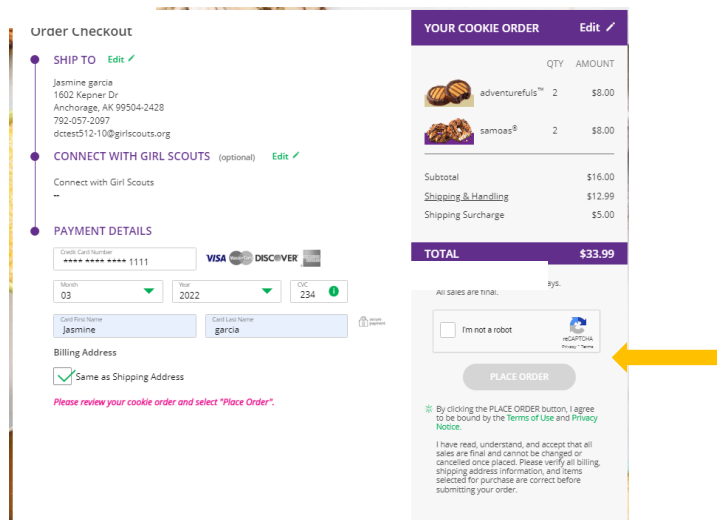 Order Checkout
SHIP TO Edit
Jasmine garcia
1602 Kepner Dr
Anchorage, AK 99504-2428
792-057-2097
dctest512-10@girlscouts.org
CONNECT WITH GIRL SCOUTS (optional) Edit
Connect with Girl Scouts
--
PAYMENT DETAILS
Credit Card Number
**** **** **** 1111
VISA MasterCard DISCOVER
Month
03
Year
2022
CVC
234
Card First Name
Jasmine
Card Last Name
garcia
secure payment
Billing Address
Same as Shipping Address
Please review your cookie order and select "Place Order".
YOUR COOKIE ORDER Edit
QTY AMOUNT
adventurefuls™ 2 $8.00
samoas® 2 $8.00
Subtotal $16.00
Shipping & Handling $12.99
Shipping Surcharge $5.00
TOTAL $33.99
ays.
All sales are final.
I'm not a robot
reCAPTCHA
Privacy - Terms
PLACE ORDER
By clicking the PLACE ORDER button, I agree
to be bound by the Terms of Use and Privacy
Notice.
I have read, understand, and accept that all
sales are final and cannot be changed or
cancelled once placed. Please verify all billing,
shipping address information, and items
selected for purchase are correct before
submitting your order.